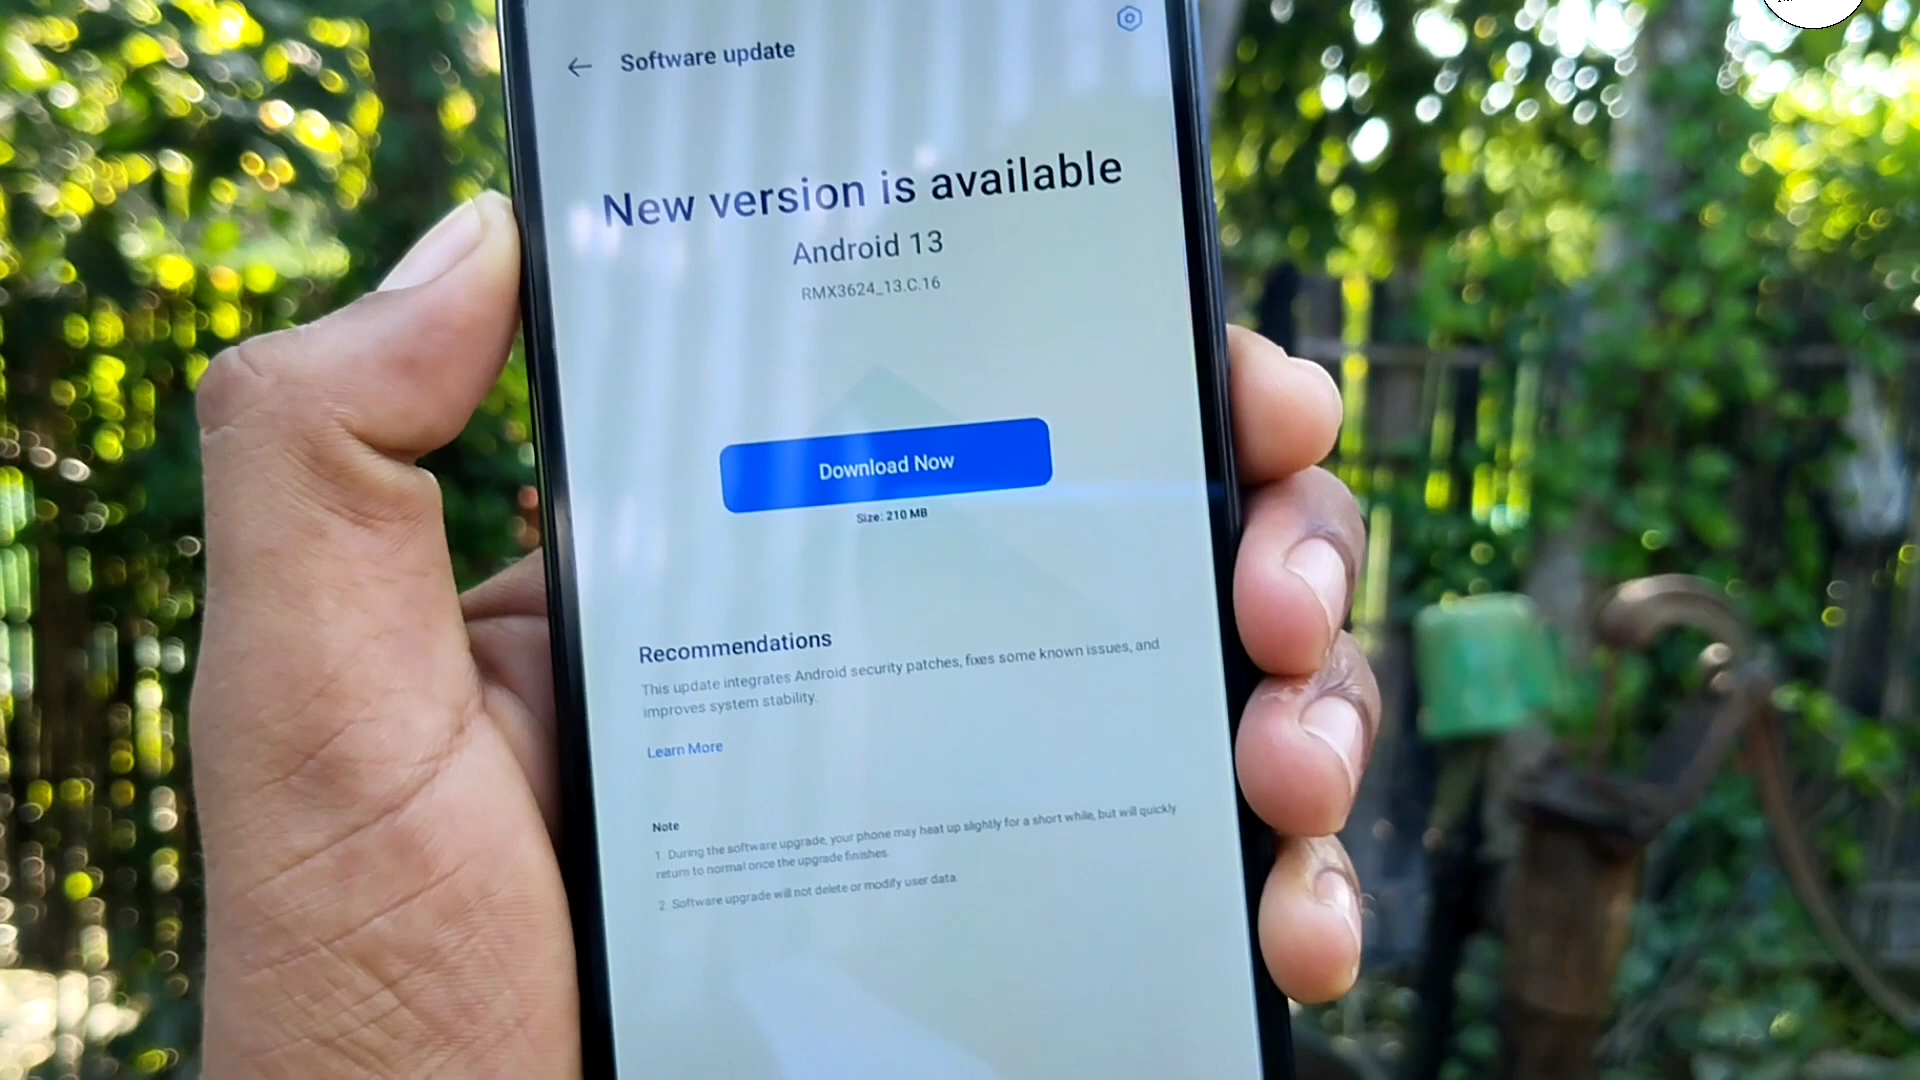 Software update
New version is available
Android 13
RMX3624_13.C.16
Download Now
Size: 210 MB
Recommendations
This update integrates Android security patches, fixes some known issues, and
improves system stability.
Learn More
Note
1. During the software upgrade, your phone may heat up slightly for a short while, but will quickly
return to normal once the upgrade finishes.
2. Software upgrade will not delete or modify user data.